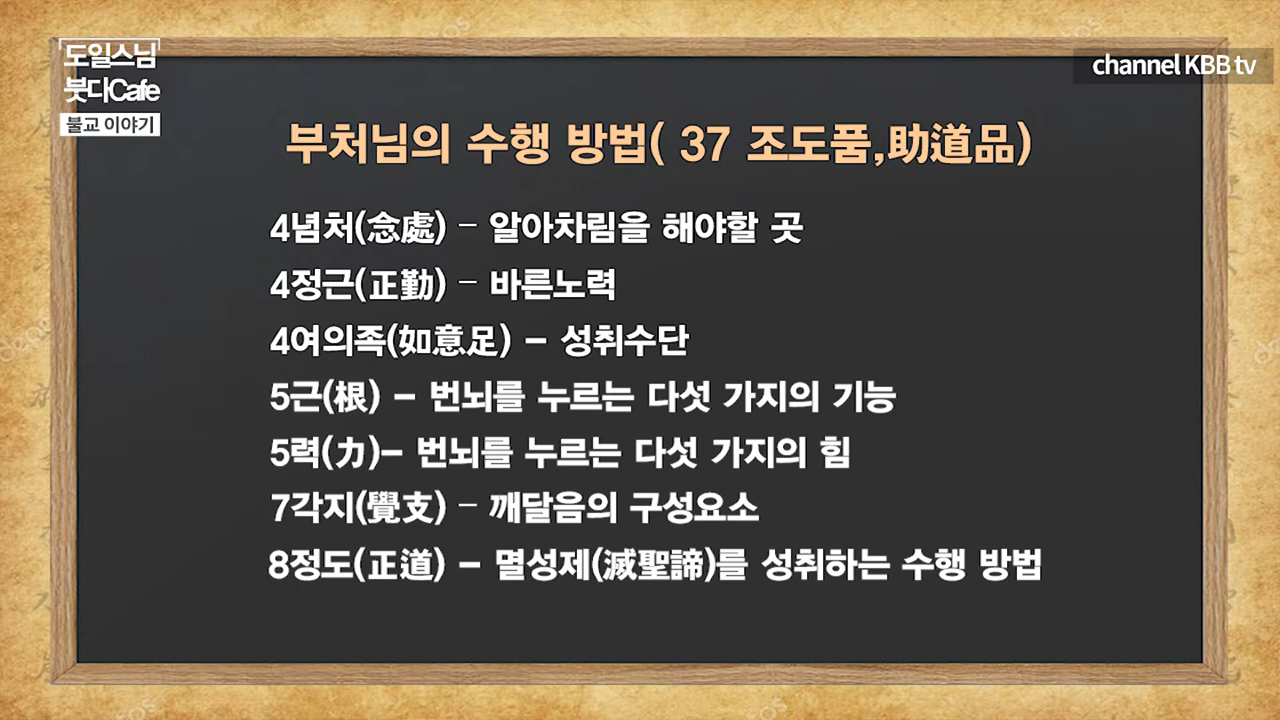 도일스님
붓다Cafe
불교 이야기
channel KBB tv
부처님의 수행 방법( 37 조도품,助道品)
4념처(念處) – 알아차림을 해야할 곳
4정근(正勤) – 바른노력
4여의족(如意足) – 성취수단
5근(根) – 번뇌를 누르는 다섯 가지의 기능
5력(力)– 번뇌를 누르는 다섯 가지의 힘
7각지(覺支) – 깨달음의 구성요소
8정도(正道) – 멸성제(滅聖諦)를 성취하는 수행 방법